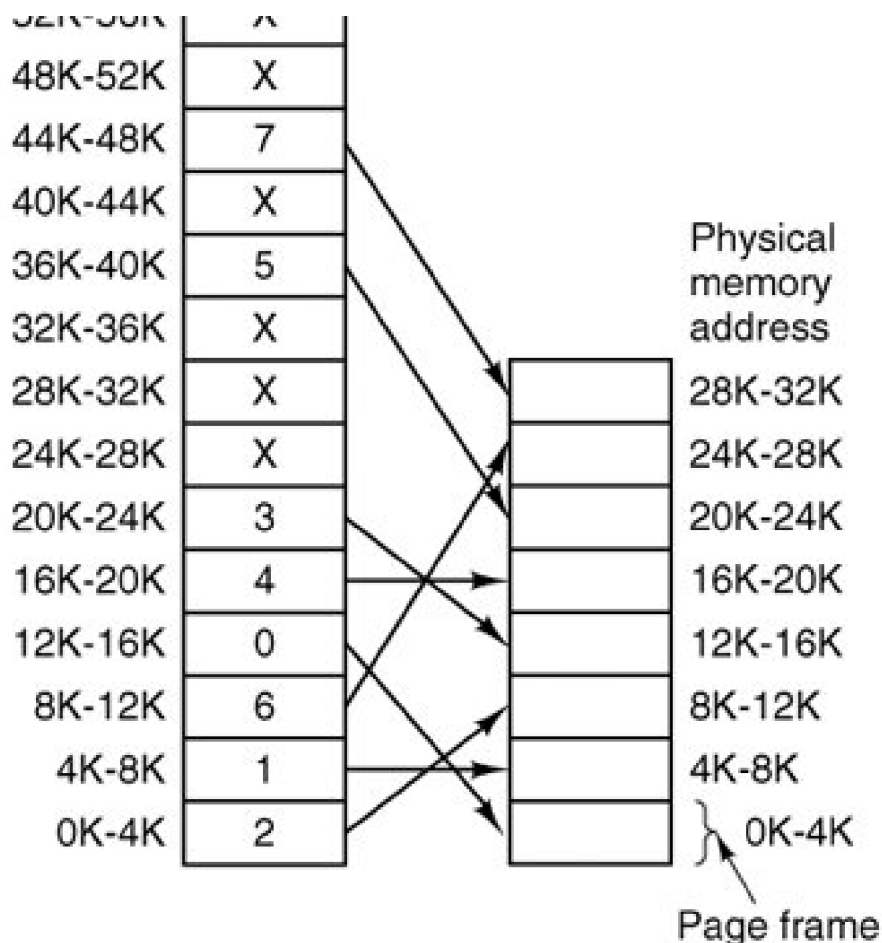 48K-52K X
44K-48K 7
40K-44K X
36K-40K 5
32K-36K X
28K-32K X
24K-28K X
20K-24K 3
16K-20K 4
12K-16K 0
8K-12K 6
4K-8K 1
0K-4K 2
Physical
memory
address
28K-32K
24K-28K
20K-24K
16K-20K
12K-16K
8K-12K
4K-8K
0K-4K
Page frame